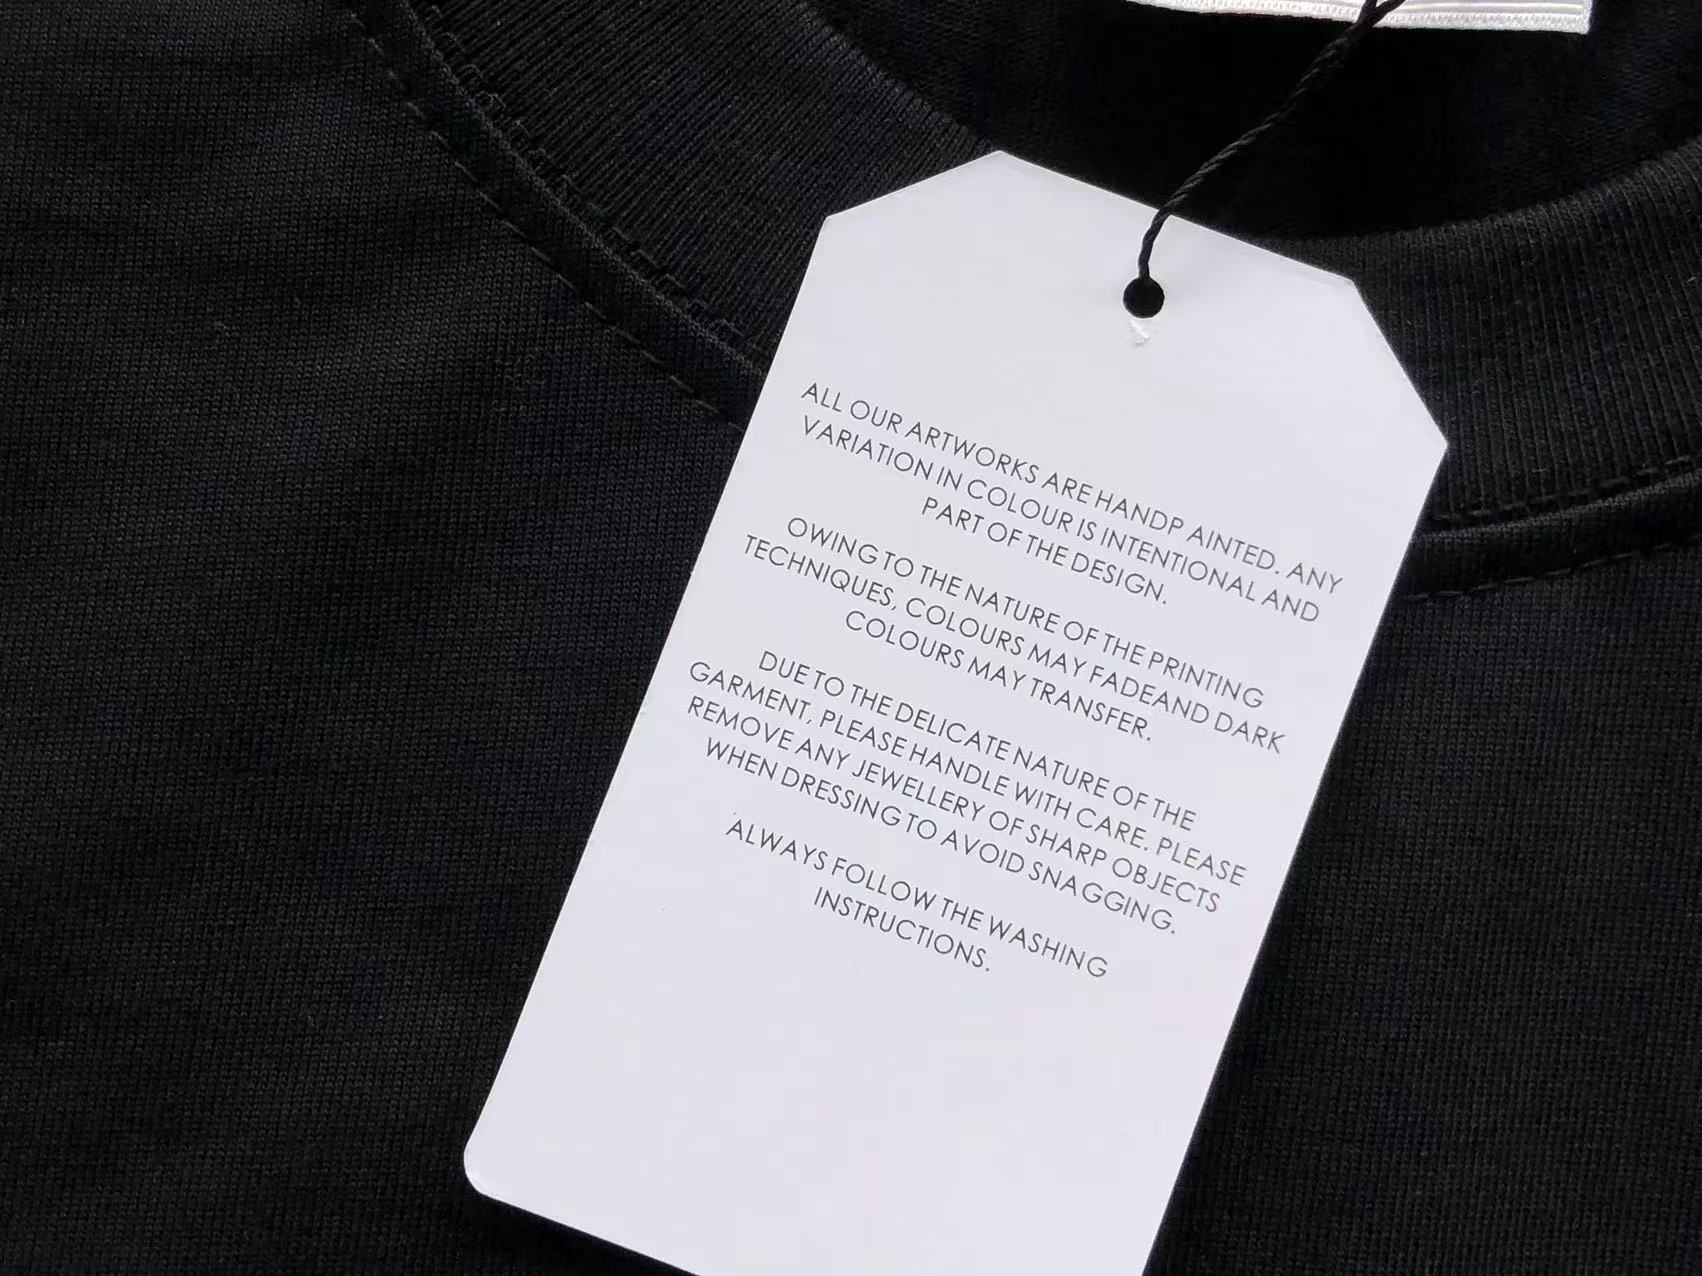 ALL OUR ARTWORKS ARE HANDP AINTED. ANY
VARIATION IN COLOUR IS INTENTIONAL AND
PART OF THE DESIGN.
OWING TO THE NATURE OF THE PRINTING
TECHNIQUES, COLOURS MAY FADEAND DARK
COLOURS MAY TRANSFER.
DUE TO THE DELICATE NATURE OF THE
GARMENT, PLEASE HANDLE WITH CARE. PLEASE
REMOVE ANY JEWELLERY OF SHARP OBJECTS
WHEN DRESSING TO AVOID SNAGGING.
ALWAYS FOLLOW THE WASHING
INSTRUCTIONS.